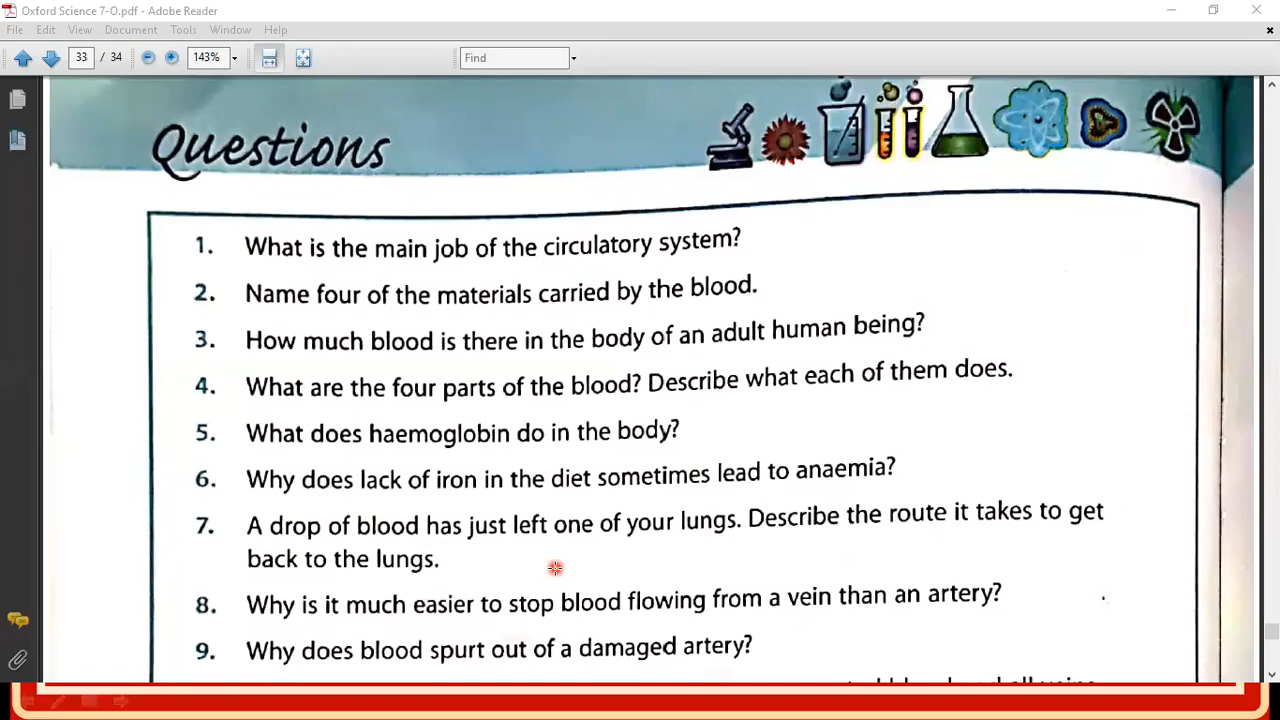 Oxford Science 7-O.pdf - Adobe Reader
File Edit View Document Tools Window Help
33 / 34 143% Find
Questions
1. What is the main job of the circulatory system?
2. Name four of the materials carried by the blood.
3. How much blood is there in the body of an adult human being?
4. What are the four parts of the blood? Describe what each of them does.
5. What does haemoglobin do in the body?
6. Why does lack of iron in the diet sometimes lead to anaemia?
7. A drop of blood has just left one of your lungs. Describe the route it takes to get
back to the lungs.
8. Why is it much easier to stop blood flowing from a vein than an artery?
9. Why does blood spurt out of a damaged artery?